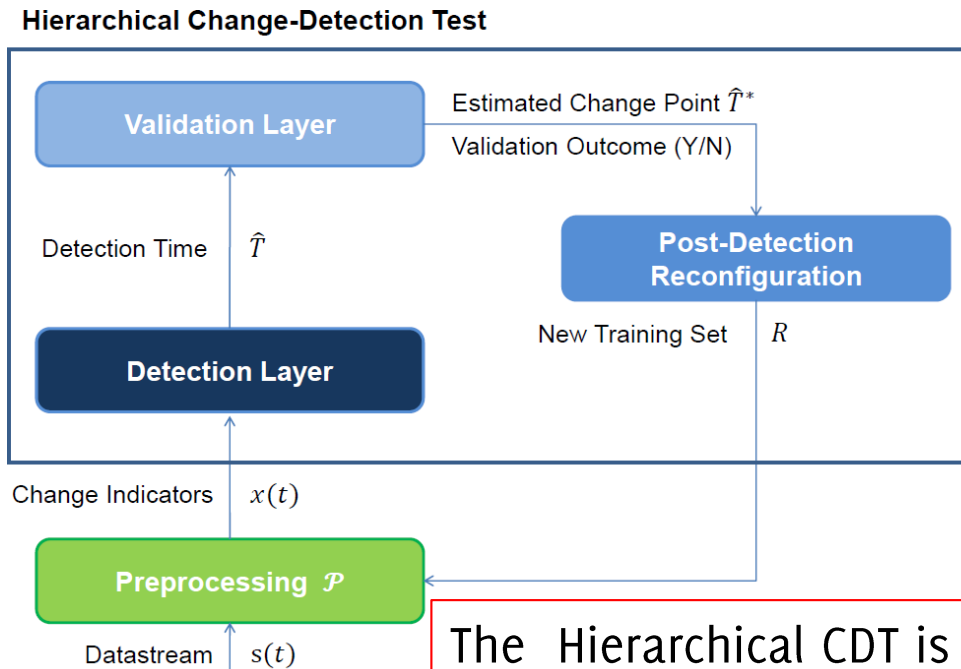 Hierarchical Change-Detection Test
Validation Layer
Estimated Change Point T̂*
Validation Outcome (Y/N)
Detection Time T̂
Post-Detection
Reconfiguration
New Training Set R
Detection Layer
Change Indicators x(t)
Preprocessing 𝒫
Datastream s(t)
The Hierarchical CDT is